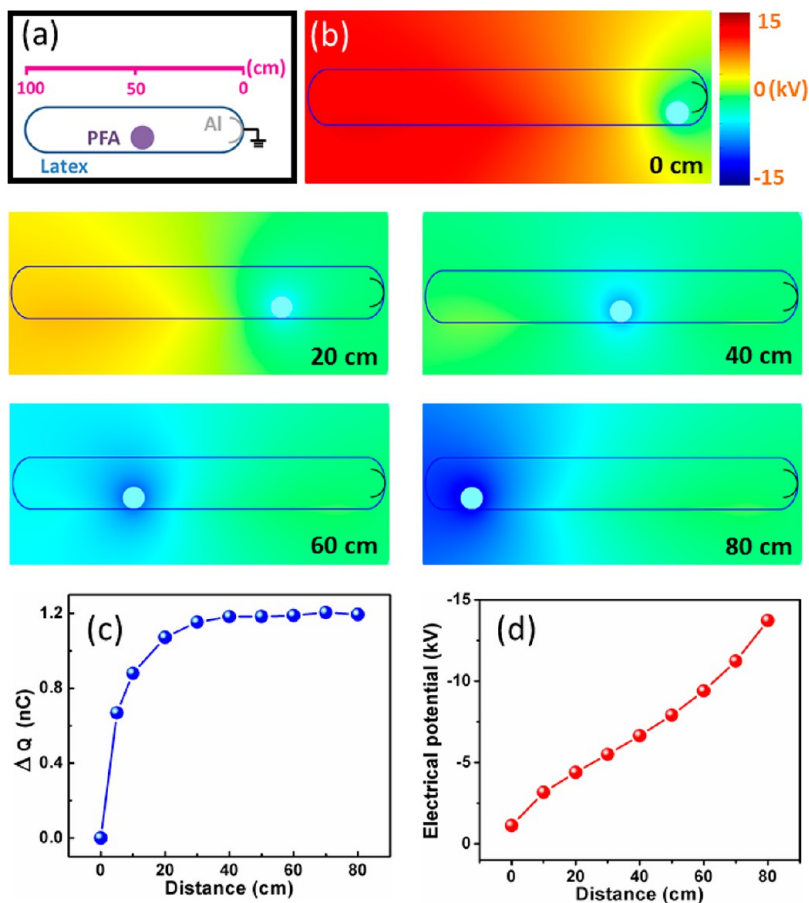 (a)
(cm)
100 50 0
PFA
Al
Latex
(b)
0 cm
15
0 (kV)
-15
20 cm
40 cm
60 cm
80 cm
(c)
1.2
0.8
0.4
0.0
Δ Q (nC)
0 20 40 60 80
Distance (cm)
(d)
-15
-10
-5
0
Electrical potential (kV)
0 20 40 60 80
Distance (cm)